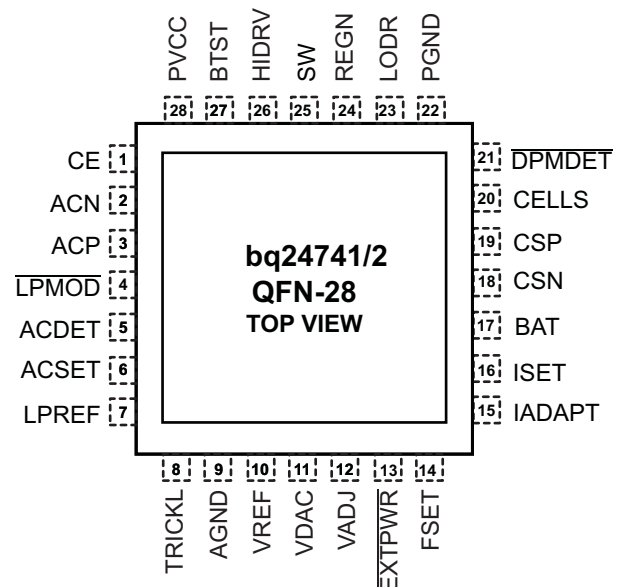 PVCC
BTST
HIDRV
SW
REGN
LODR
PGND
28 27 26 25 24 23 22
CE 1
ACN 2
ACP 3
LPMOD 4
ACDET 5
ACSET 6
LPREF 7
bq24741/2
QFN-28
TOP VIEW
21 DPMDET
20 CELLS
19 CSP
18 CSN
17 BAT
16 ISET
15 IADAPT
8 9 10 11 12 13 14
TRICKL
AGND
VREF
VDAC
VADJ
EXTPWR
FSET